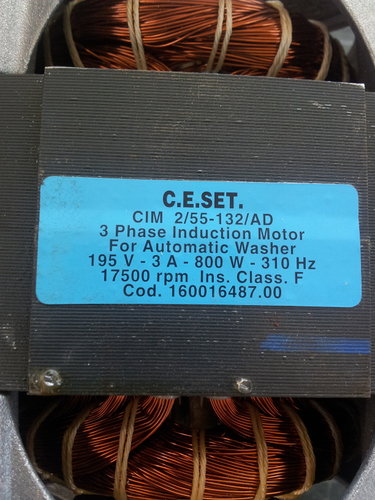 C.E.SET.
CIM 2/55-132/AD
3 Phase Induction Motor
For Automatic Washer
195 V - 3 A - 800 W - 310 Hz
17500 rpm Ins. Class. F
Cod. 160016487.00